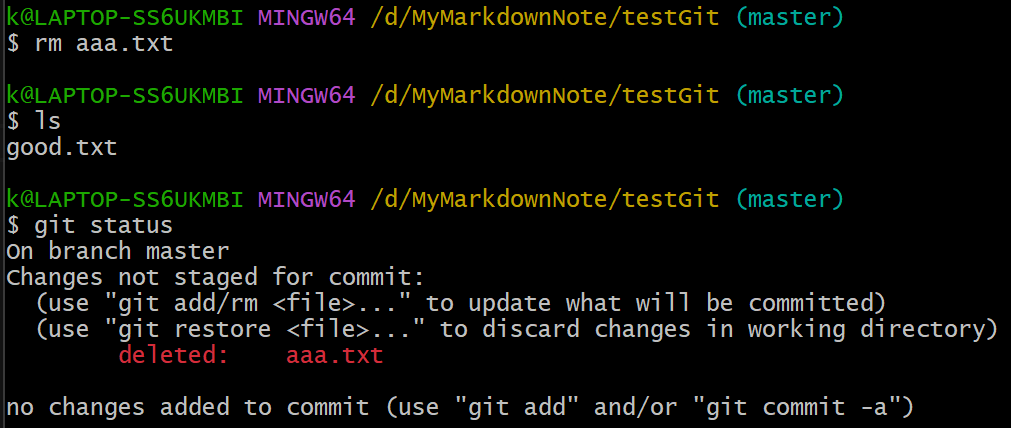 k@LAPTOP-SS6UKMBI MINGW64 /d/MyMarkdownNote/testGit (master)
$ rm aaa.txt
k@LAPTOP-SS6UKMBI MINGW64 /d/MyMarkdownNote/testGit (master)
$ ls
good.txt
k@LAPTOP-SS6UKMBI MINGW64 /d/MyMarkdownNote/testGit (master)
$ git status
On branch master
Changes not staged for commit:
  (use "git add/rm <file>..." to update what will be committed)
  (use "git restore <file>..." to discard changes in working directory)
        deleted:    aaa.txt
no changes added to commit (use "git add" and/or "git commit -a")